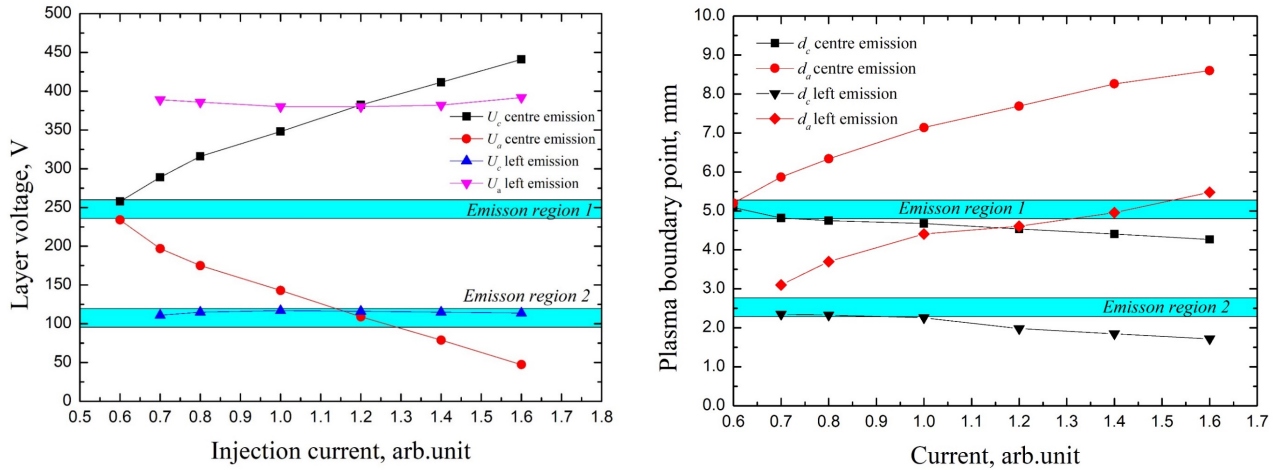 500
450
400
350
300
250
200
150
100
50
0
Layer voltage, V
U_c centre emission
U_a centre emission
U_c left emission
U_a left emission
Emisson region 1
Emisson region 2
0.5 0.6 0.7 0.8 0.9 1.0 1.1 1.2 1.3 1.4 1.5 1.6 1.7 1.8
Injection current, arb.unit
10.0
9.0
8.0
7.0
6.0
5.0
4.0
3.0
2.0
1.0
0.0
Plasma boundary point, mm
d_c centre emission
d_a centre emission
d_c left emission
d_a left emission
Emisson region 1
Emisson region 2
0.6 0.7 0.8 0.9 1.0 1.1 1.2 1.3 1.4 1.5 1.6 1.7
Current, arb.unit